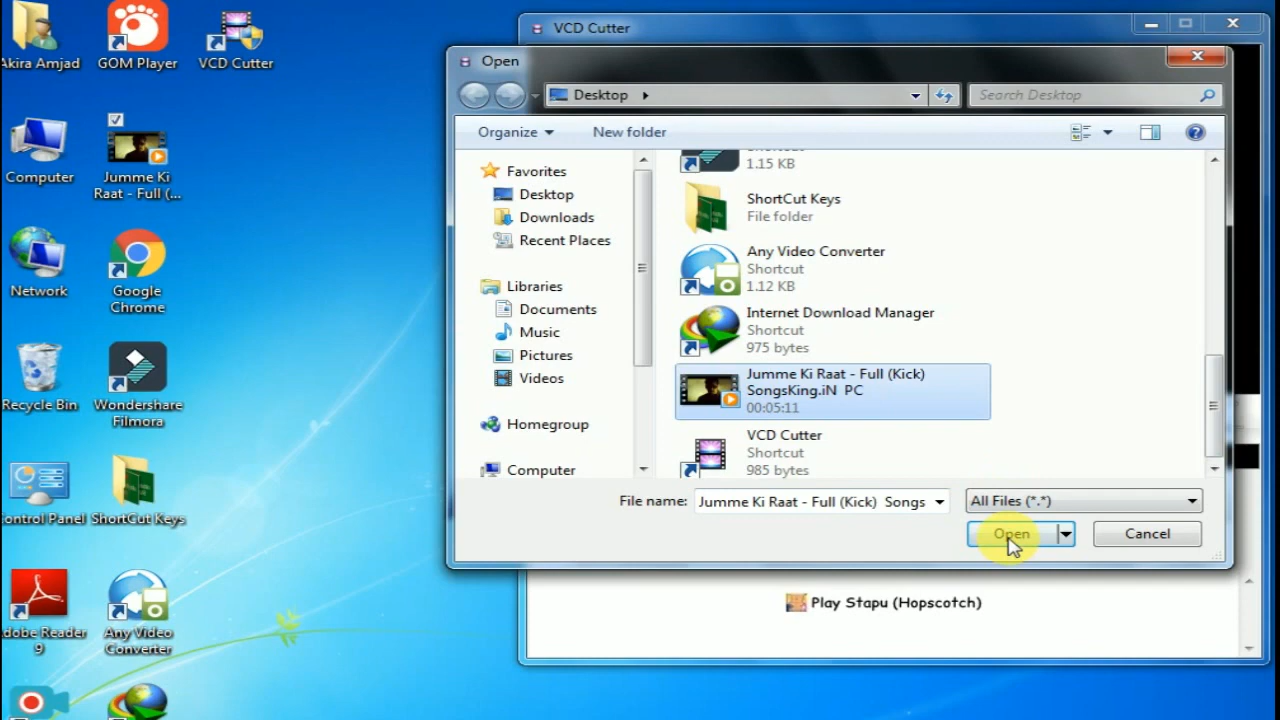 Akira Amjad
GOM Player
VCD Cutter
Computer
Jumme Ki
Raat - Full (...
Network
Google
Chrome
Recycle Bin
Wondershare
Filmora
ontrol Panel
ShortCut Keys
dobe Reader
9
Any Video
Converter
VCD Cutter
Open
Desktop
Search Desktop
Organize
New folder
Favorites
Desktop
Downloads
Recent Places
Libraries
Documents
Music
Pictures
Videos
Homegroup
Computer
1.15 KB
ShortCut Keys
File folder
Any Video Converter
Shortcut
1.12 KB
Internet Download Manager
Shortcut
975 bytes
Jumme Ki Raat - Full (Kick)
SongsKing.iN PC
00:05:11
VCD Cutter
Shortcut
985 bytes
File name:
Jumme Ki Raat - Full (Kick) Songs
All Files (*.*)
Open
Cancel
Play Stapu (Hopscotch)